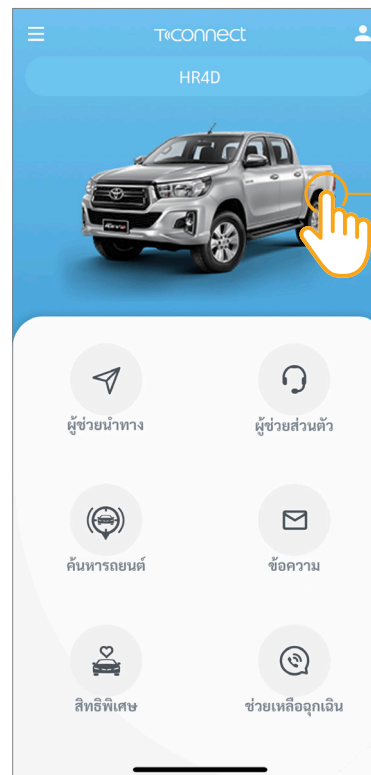 T-Connect
HR4D
ผู้ช่วยนำทาง
ผู้ช่วยส่วนตัว
ค้นหารถยนต์
ข้อความ
สิทธิพิเศษ
ช่วยเหลือฉุกเฉิน